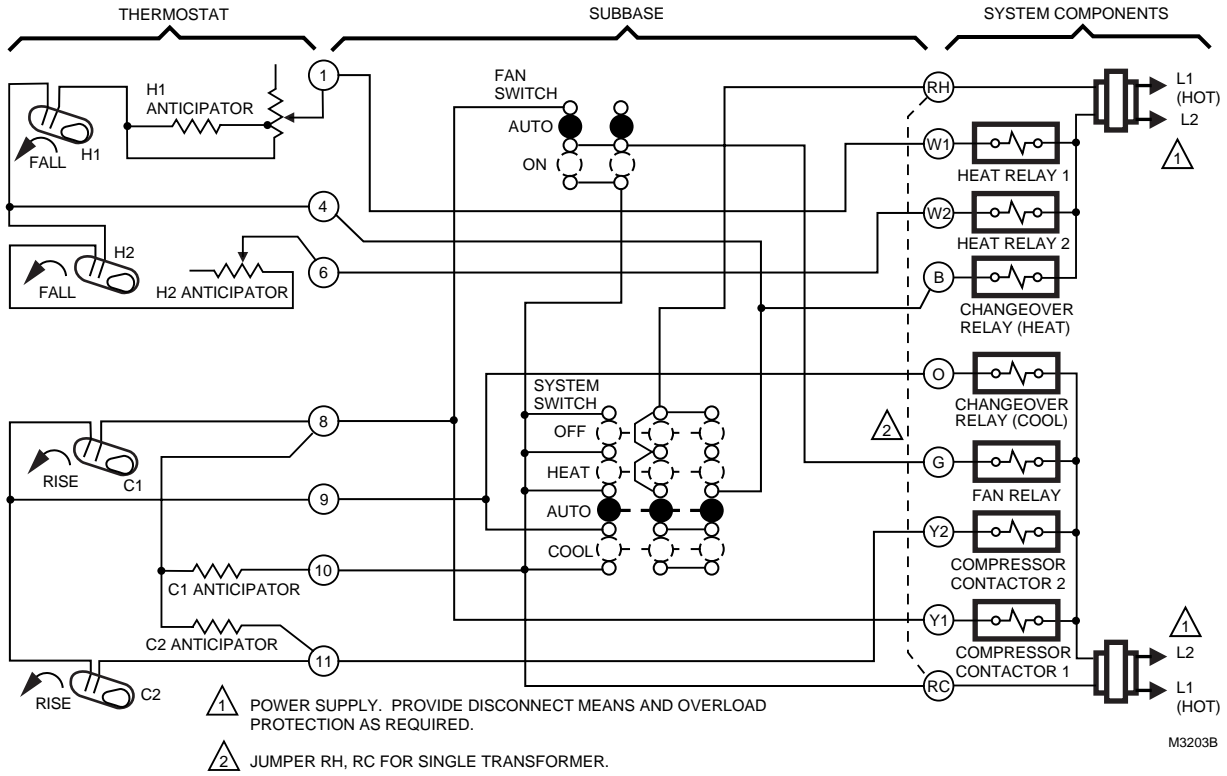 THERMOSTAT
SUBBASE
SYSTEM COMPONENTS
H1
ANTICIPATOR
1
FALL
H1
4
H2
FALL
H2 ANTICIPATOR
6
FAN
SWITCH
AUTO
ON
RH
L1
(HOT)
L2
1
W1
HEAT RELAY 1
W2
HEAT RELAY 2
B
CHANGEOVER
RELAY (HEAT)
O
CHANGEOVER
RELAY (COOL)
SYSTEM
SWITCH
OFF
HEAT
AUTO
COOL
2
8
RISE
C1
9
C1 ANTICIPATOR
10
C2 ANTICIPATOR
11
RISE
C2
G
FAN RELAY
Y2
COMPRESSOR
CONTACTOR 2
Y1
COMPRESSOR
CONTACTOR 1
1
L2
RC
L1
(HOT)
1 POWER SUPPLY. PROVIDE DISCONNECT MEANS AND OVERLOAD
PROTECTION AS REQUIRED.
2 JUMPER RH, RC FOR SINGLE TRANSFORMER.
M3203B